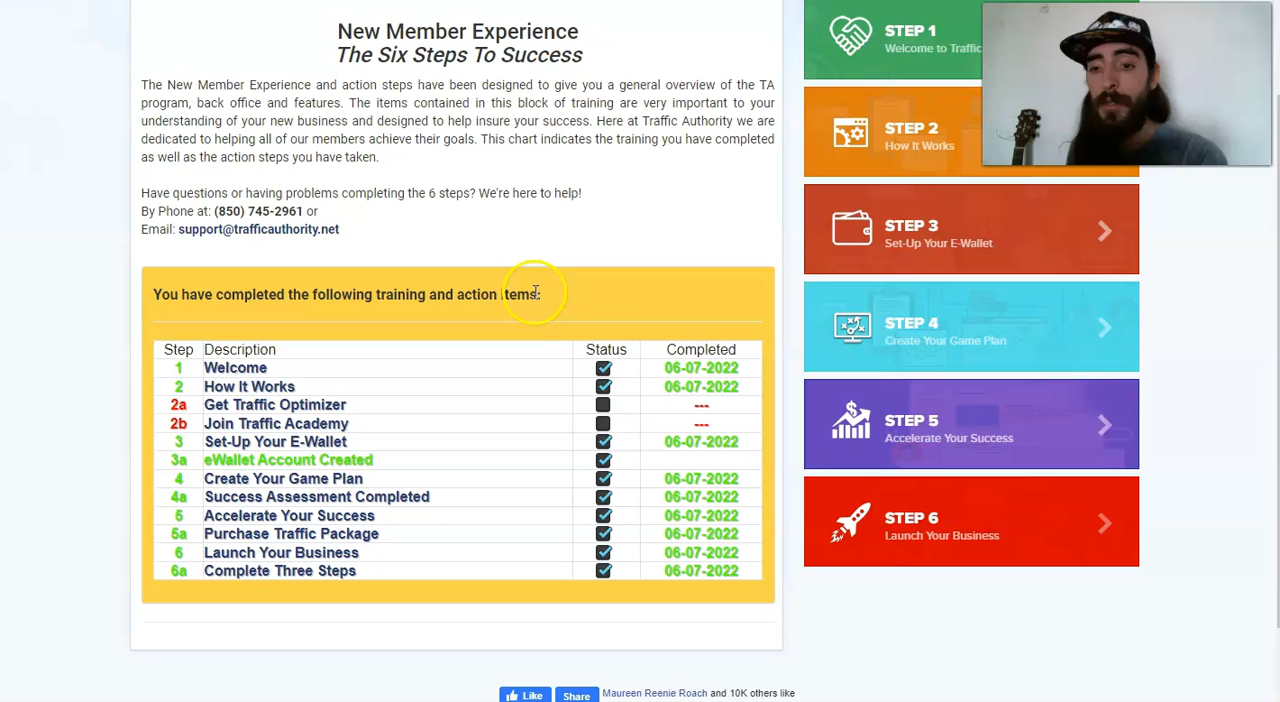 New Member Experience
The Six Steps To Success
The New Member Experience and action steps have been designed to give you a general overview of the TA
program, back office and features. The items contained in this block of training are very important to your
understanding of your new business and designed to help insure your success. Here at Traffic Authority we are
dedicated to helping all of our members achieve their goals. This chart indicates the training you have completed
as well as the action steps you have taken.
Have questions or having problems completing the 6 steps? We're here to help!
By Phone at: (850) 745-2961 or
Email: support@trafficauthority.net
You have completed the following training and action items:
Step Description Status Completed
1 Welcome 06-07-2022
2 How It Works 06-07-2022
2a Get Traffic Optimizer ---
2b Join Traffic Academy ---
3 Set-Up Your E-Wallet 06-07-2022
3a eWallet Account Created
4 Create Your Game Plan 06-07-2022
4a Success Assessment Completed 06-07-2022
5 Accelerate Your Success 06-07-2022
5a Purchase Traffic Package 06-07-2022
6 Launch Your Business 06-07-2022
6a Complete Three Steps 06-07-2022
Like Share Maureen Reenie Roach and 10K others like
STEP 1
Welcome to Traffic
STEP 2
How It Works
STEP 3
Set-Up Your E-Wallet
STEP 4
Create Your Game Plan
STEP 5
Accelerate Your Success
STEP 6
Launch Your Business